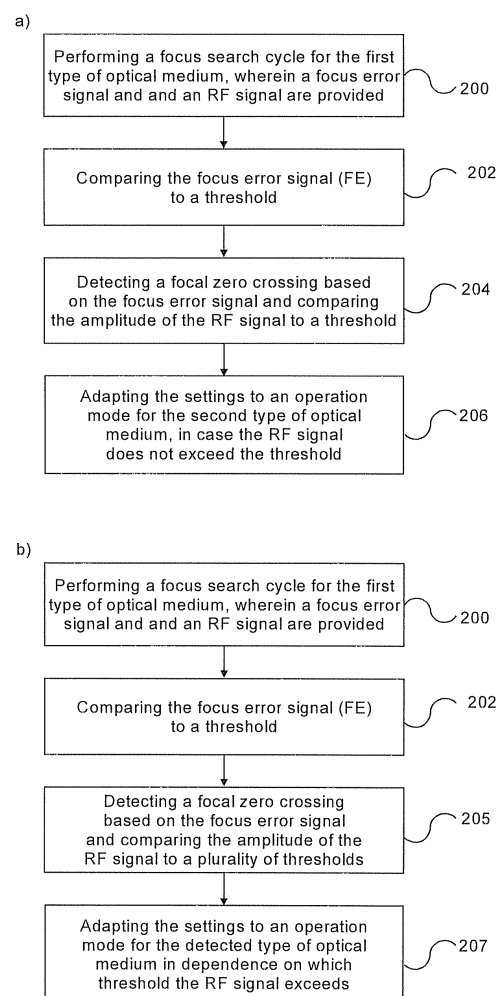 a)
Performing a focus search cycle for the first
type of optical medium, wherein a focus error
signal and and an RF signal are provided
200
Comparing the focus error signal (FE)
to a threshold
202
Detecting a focal zero crossing based
on the focus error signal and comparing
the amplitude of the RF signal to a threshold
204
Adapting the settings to an operation
mode for the second type of optical
medium, in case the RF signal
does not exceed the threshold
206
b)
Performing a focus search cycle for the first
type of optical medium, wherein a focus error
signal and and an RF signal are provided
200
Comparing the focus error signal (FE)
to a threshold
202
Detecting a focal zero crossing
based on the focus error signal
and comparing the amplitude of the
RF signal to a plurality of thresholds
205
Adapting the settings to an operation
mode for the detected type of optical
medium in dependence on which
threshold the RF signal exceeds
207